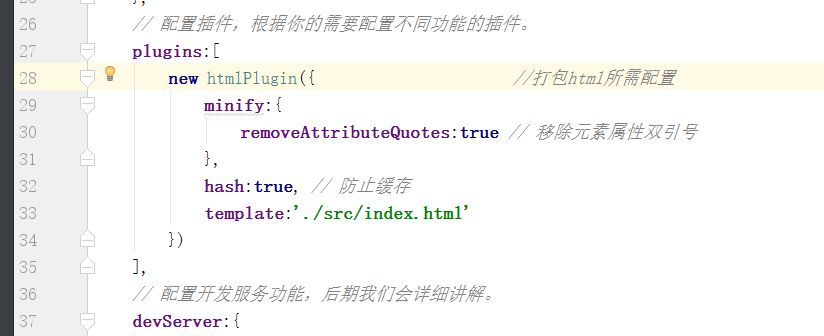 26 // 配置插件，根据你的需要配置不同功能的插件。
27 plugins:[
28 new htmlPlugin({ //打包html所需配置
29 minify:{
30 removeAttributeQuotes:true // 移除元素属性双引号
31 },
32 hash:true, // 防止缓存
33 template:'./src/index.html'
34 })
35 ],
36 // 配置开发服务功能，后期我们会详细讲解。
37 devServer:{